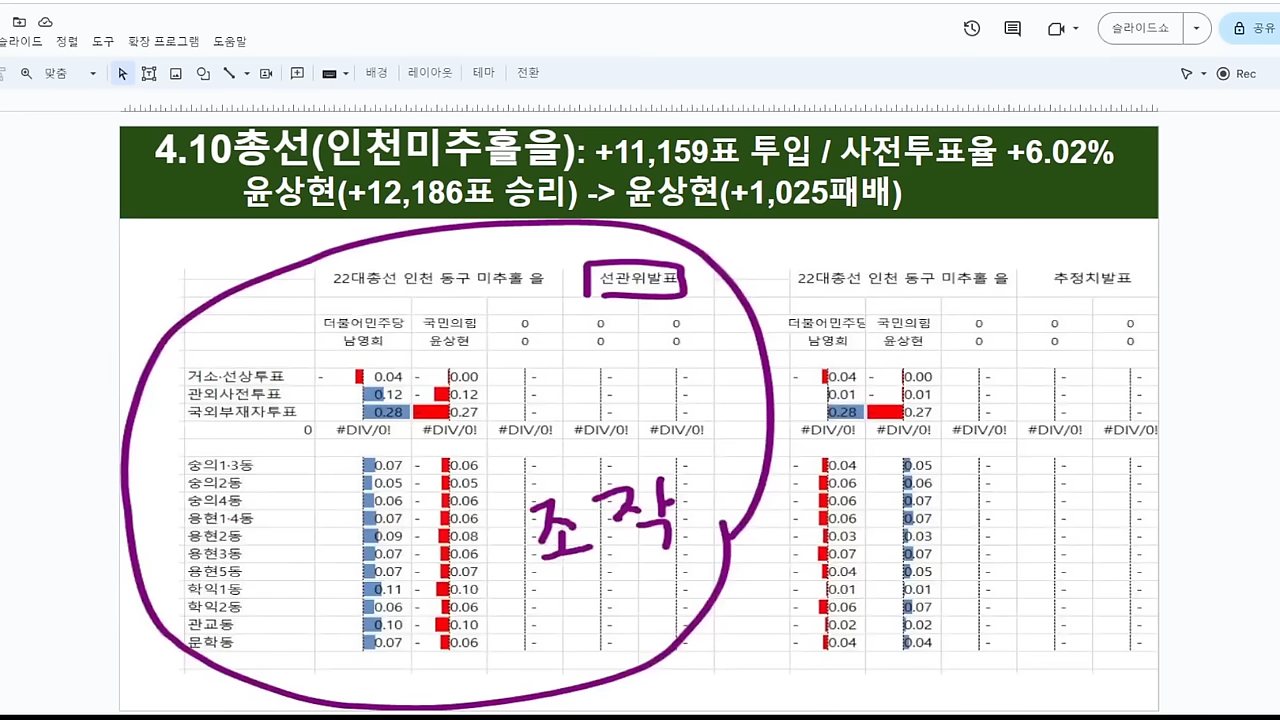 슬라이드 정렬 도구 확장 프로그램 도움말
슬라이드쇼
공유
맞춤
배경 레이아웃 테마 전환
Rec
4.10총선(인천미추홀을): +11,159표 투입 / 사전투표율 +6.02%
윤상현(+12,186표 승리) -> 윤상현(+1,025패배)
22대총선 인천 동구 미추홀 을 선관위발표 22대총선 인천 동구 미추홀 을 추정치발표
더불어민주당 국민의힘 0 0 0 더불어민주당 국민의힘 0 0 0
남영희 윤상현 0 0 0 남영희 윤상현 0 0 0
거소·선상투표 - 0.04 - 0.00 - - - - 0.04 - 0.00 - - -
관외사전투표 0.12 - 0.12 - - - 0.01 - 0.01 - - -
국외부재자투표 0.28 - 0.27 - - - 0.28 - 0.27 - - -
0 #DIV/0! #DIV/0! #DIV/0! #DIV/0! #DIV/0! #DIV/0! #DIV/0! #DIV/0! #DIV/0! #DIV/0!
숭의1·3동 0.07 - 0.06 - - - - 0.04 0.05 - - -
숭의2동 0.05 - 0.05 - - - - 0.06 0.06 - - -
숭의4동 0.06 - 0.06 - - - - 0.06 0.07 - - -
용현1·4동 0.07 - 0.06 - - - - 0.06 0.07 - - -
용현2동 0.09 - 0.08 - - - - 0.03 0.03 - - -
용현3동 0.07 - 0.06 - - - - 0.07 0.07 - - -
용현5동 0.07 - 0.07 - - - - 0.04 0.05 - - -
학익1동 0.11 - 0.10 - - - - 0.01 0.01 - - -
학익2동 0.06 - 0.06 - - - - 0.06 0.07 - - -
관교동 0.10 - 0.10 - - - - 0.02 0.02 - - -
문학동 0.07 - 0.06 - - - - 0.04 0.04 - - -
조작